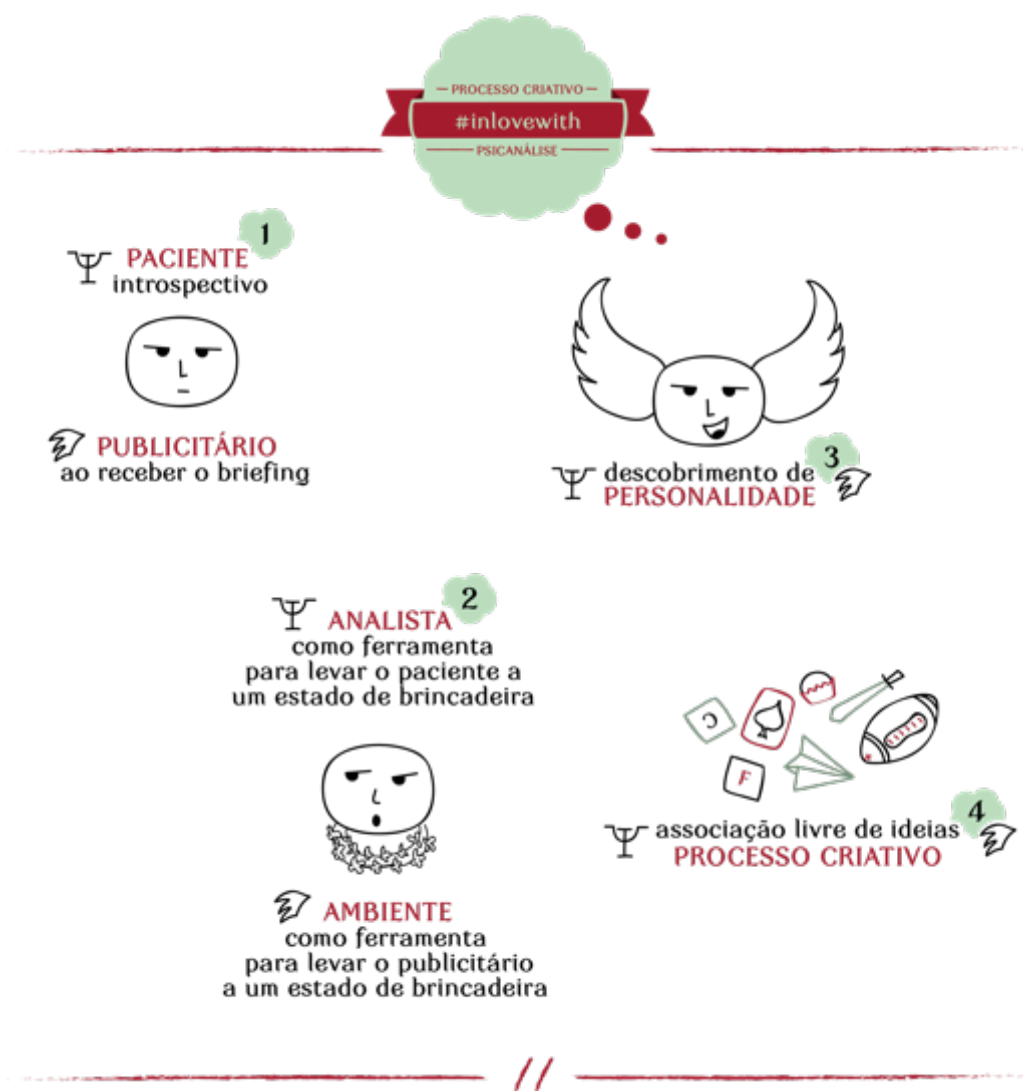 PROCESSO CRIATIVO
#inlovewith
PSICANÁLISE
1
PACIENTE
introspectivo
PUBLICITÁRIO
ao receber o briefing
2
ANALISTA
como ferramenta
para levar o paciente a
um estado de brincadeira
AMBIENTE
como ferramenta
para levar o publicitário
a um estado de brincadeira
3
descobrimento de
PERSONALIDADE
C
F
4
associação livre de ideias
PROCESSO CRIATIVO